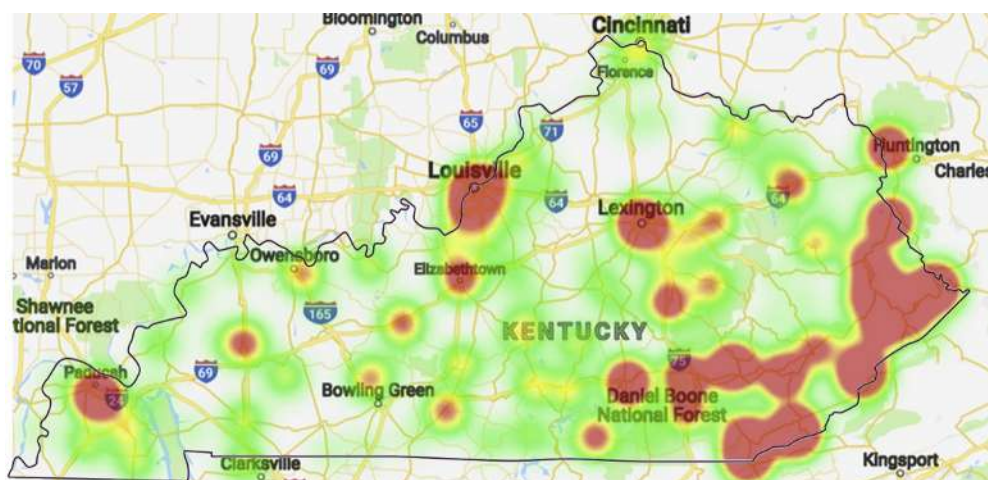 Bloomington
Columbus
Cincinnati
70
57
69
Florence
65
71
69
Huntington
Charles
Louisville
64
64
64
Lexington
Evansville
Owensboro
Marion
Elizabethtown
Shawnee
tional Forest
165
KENTUCKY
Paducah
69
75
24
Bowling Green
Daniel Boone
National Forest
Clarksville
Kingsport